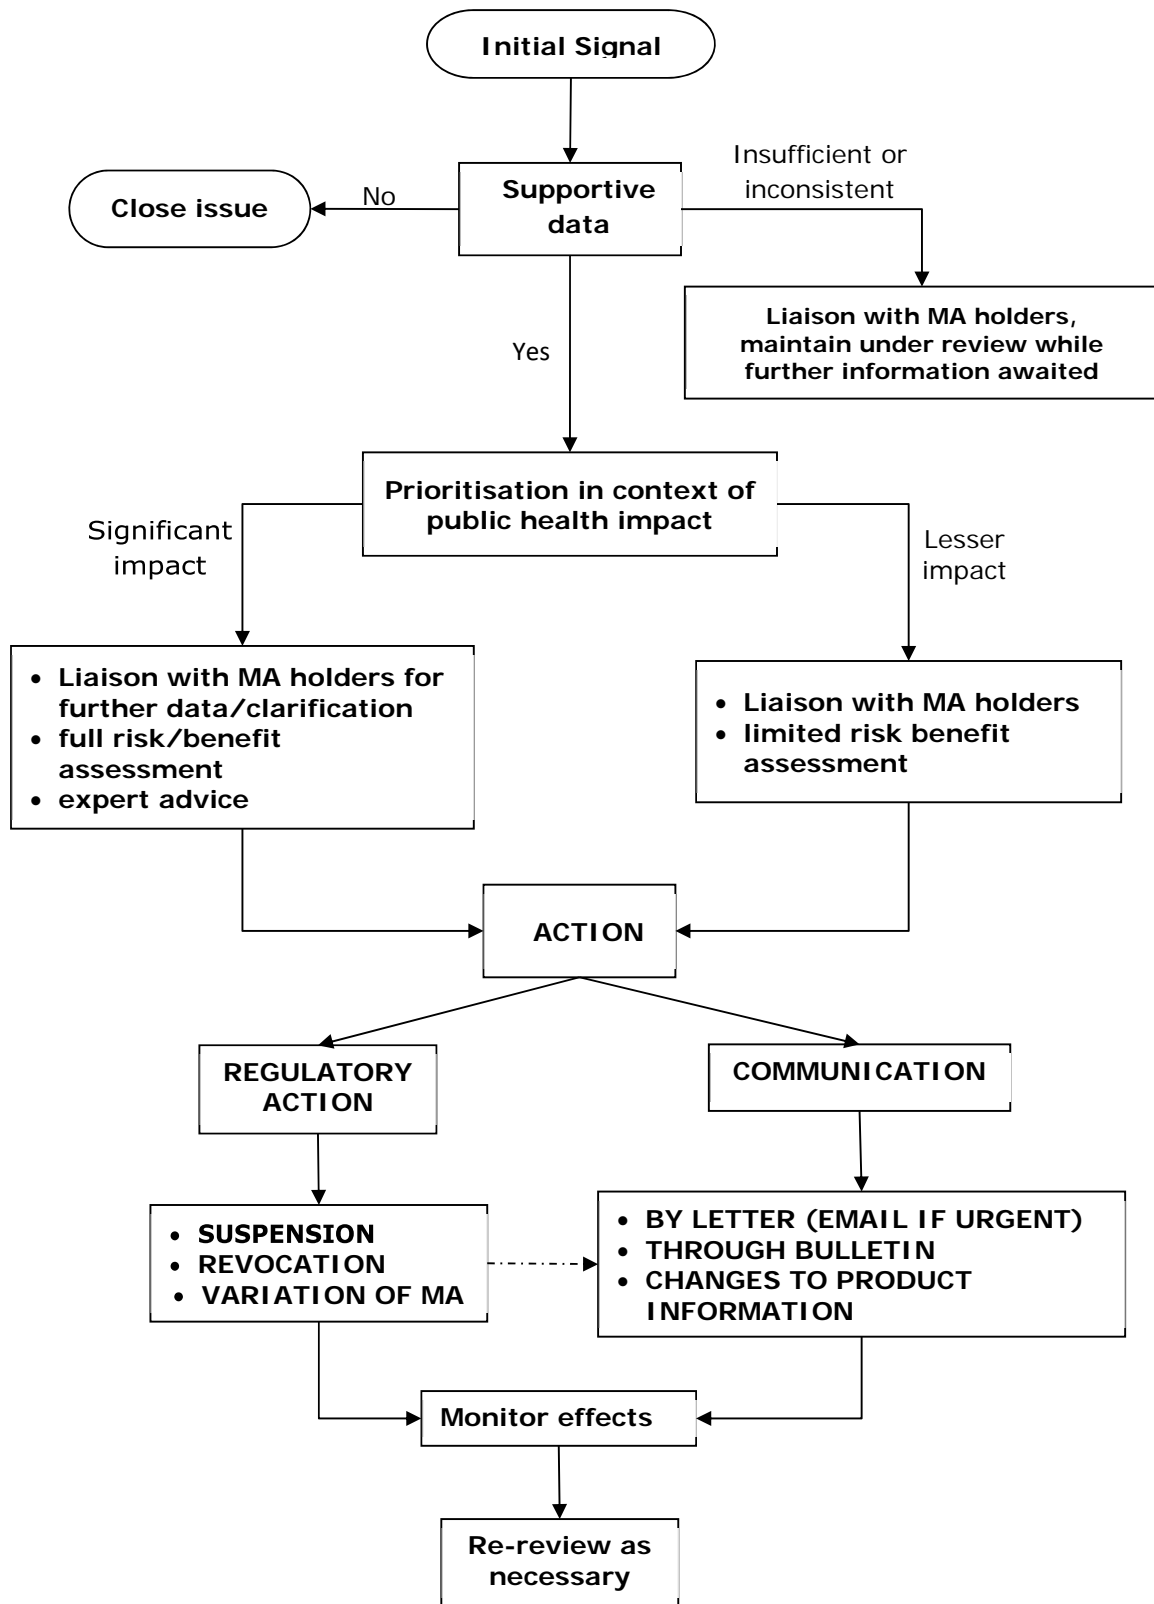 Initial Signal
Insufficient or
inconsistent
Supportive
data
No
Close issue
Liaison with MA holders,
maintain under review while
further information awaited
Yes
Prioritisation in context of
public health impact
Significant
impact
Lesser
impact
• Liaison with MA holders for
further data/clarification
• full risk/benefit
assessment
• expert advice
• Liaison with MA holders
• limited risk benefit
assessment
ACTION
REGULATORY
ACTION
COMMUNICATION
• SUSPENSION
• REVOCATION
• VARIATION OF MA
• BY LETTER (EMAIL IF URGENT)
• THROUGH BULLETIN
• CHANGES TO PRODUCT
INFORMATION
Monitor effects
Re-review as
necessary